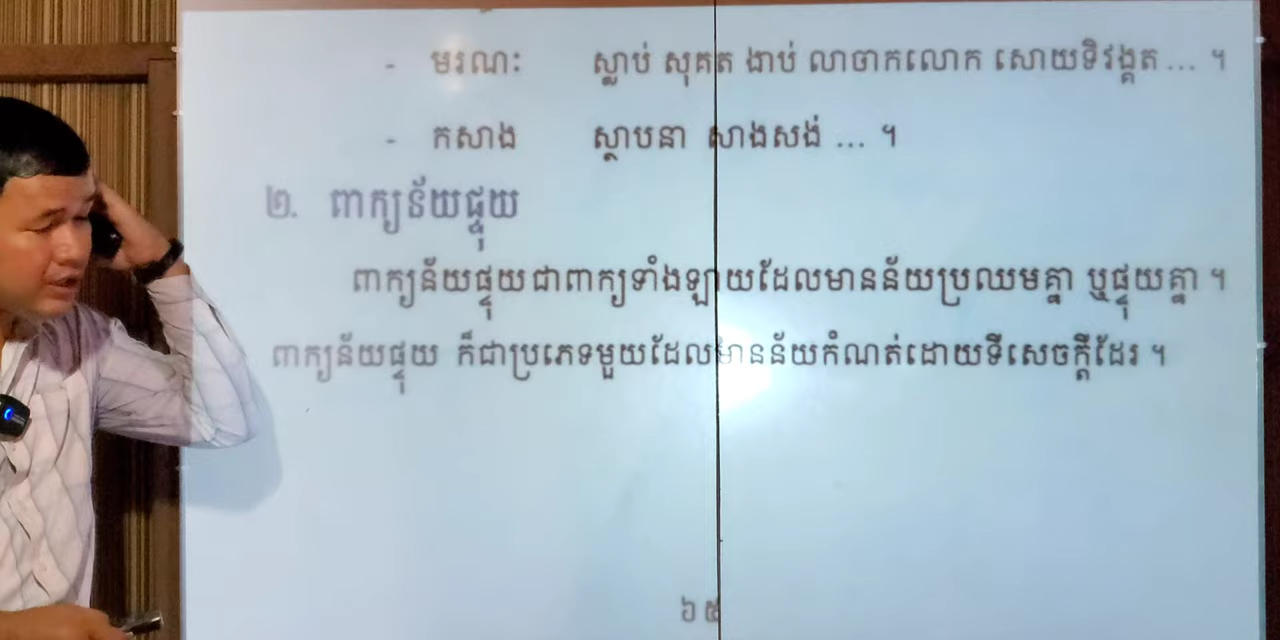 - មរណៈ ស្លាប់ សុគត ងាប់ លាចាកលោក សោយទិវង្គត ... ។
- កសាង ស្ថាបនា សាងសង់ ... ។
២. ពាក្យន័យផ្ទុយ
ពាក្យន័យផ្ទុយជាពាក្យទាំងឡាយដែលមានន័យប្រឈមគ្នា ឬផ្ទុយគ្នា ។
ពាក្យន័យផ្ទុយ ក៏ជាប្រភេទមួយដែលមានន័យកំណត់ដោយទីសេចក្ដីដែរ ។
៦៥